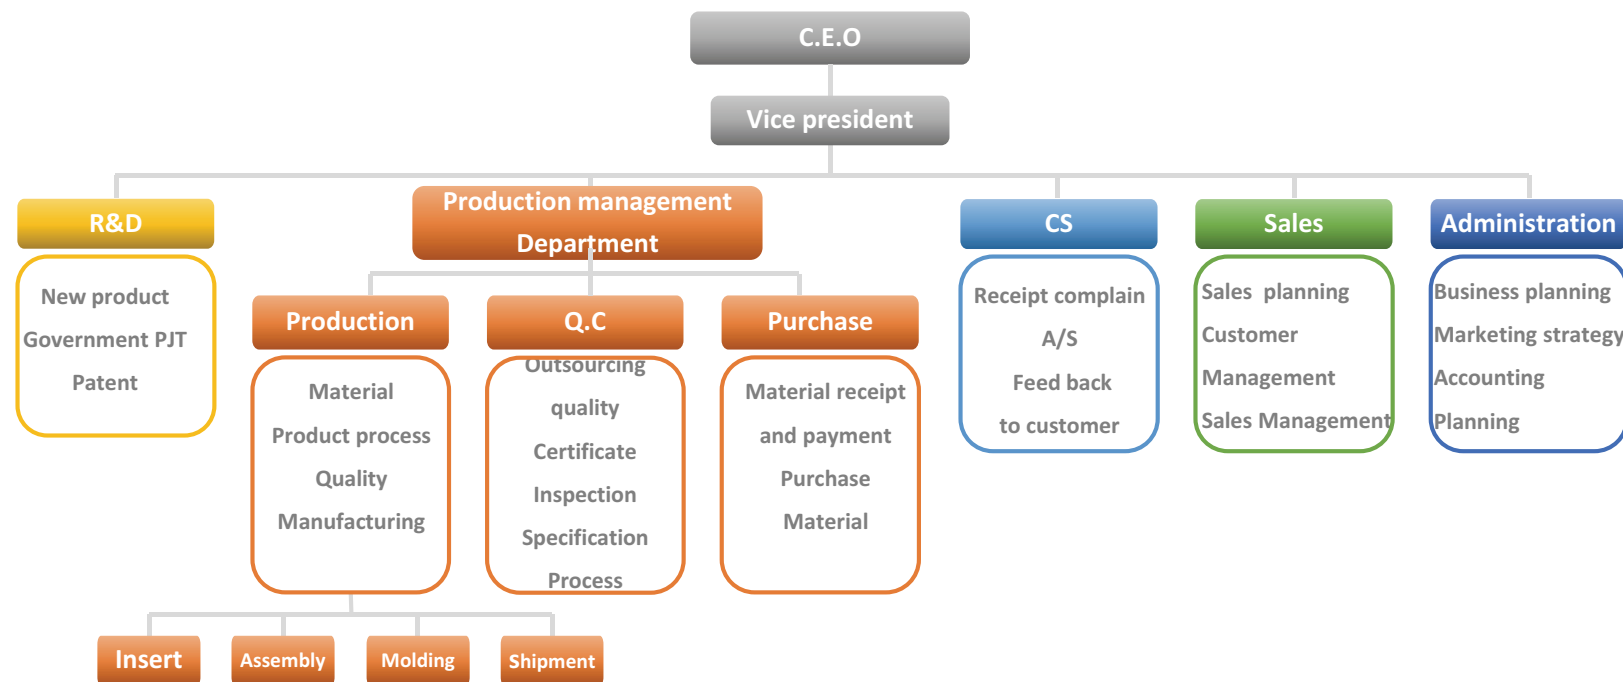 C.E.O
Vice president
R&D
New product
Government PJT
Patent
Production management
Department
Production
Material
Product process
Quality
Manufacturing
Q.C
Outsourcing
quality
Certificate
Inspection
Specification
Process
Purchase
Material receipt
and payment
Purchase
Material
Insert
Assembly
Molding
Shipment
CS
Receipt complain
A/S
Feed back
to customer
Sales
Sales planning
Customer
Management
Sales Management
Administration
Business planning
Marketing strategy
Accounting
Planning